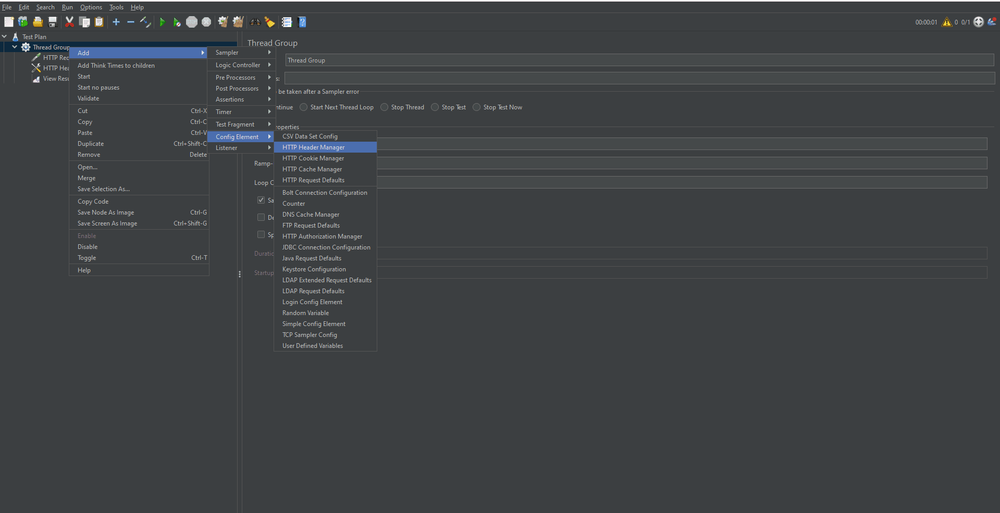 File Edit Search Run Options Tools Help
STOP
00:00:01 0 0/1
Test Plan
Thread Group
HTTP Req
HTTP Hea
View Resu
Add
Add Think Times to children
Start
Start no pauses
Validate
Cut Ctrl-X
Copy Ctrl-C
Paste Ctrl-V
Duplicate Ctrl+Shift-C
Remove Delete
Open...
Merge
Save Selection As...
Copy Code
Save Node As Image Ctrl-G
Save Screen As Image Ctrl+Shift-G
Enable
Disable
Toggle Ctrl-T
Help
Sampler
Logic Controller
Pre Processors
Post Processors
Assertions
Timer
Test Fragment
Config Element
Listener
CSV Data Set Config
HTTP Header Manager
HTTP Cookie Manager
HTTP Cache Manager
HTTP Request Defaults
Bolt Connection Configuration
Counter
DNS Cache Manager
FTP Request Defaults
HTTP Authorization Manager
JDBC Connection Configuration
Java Request Defaults
Keystore Configuration
LDAP Extended Request Defaults
LDAP Request Defaults
Login Config Element
Random Variable
Simple Config Element
TCP Sampler Config
User Defined Variables
Thread Group
Thread Group
s:
be taken after a Sampler error
ntinue Start Next Thread Loop Stop Thread Stop Test Stop Test Now
roperties
Ramp-
Loop C
Sa
De
Sp
Duratio
Startup